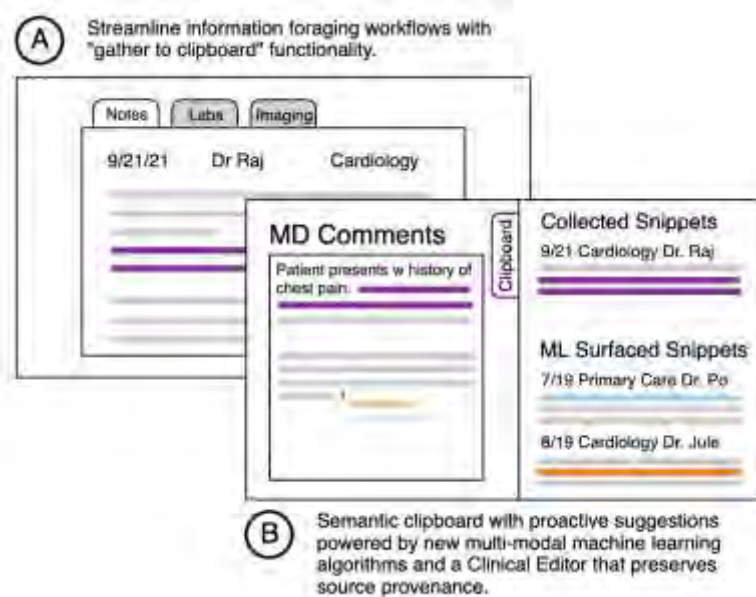 A
Streamline information foraging workflows with
"gather to clipboard" functionality.
Notes
Labs
Imaging
9/21/21 Dr Raj Cardiology
MD Comments
Patient presents w history of
chest pain.
Clipboard
Collected Snippets
9/21 Cardiology Dr. Raj
ML Surfaced Snippets
7/19 Primary Care Dr. Po
8/19 Cardiology Dr. Jule
B
Semantic clipboard with proactive suggestions
powered by new multi-modal machine learning
algorithms and a Clinical Editor that preserves
source provenance.